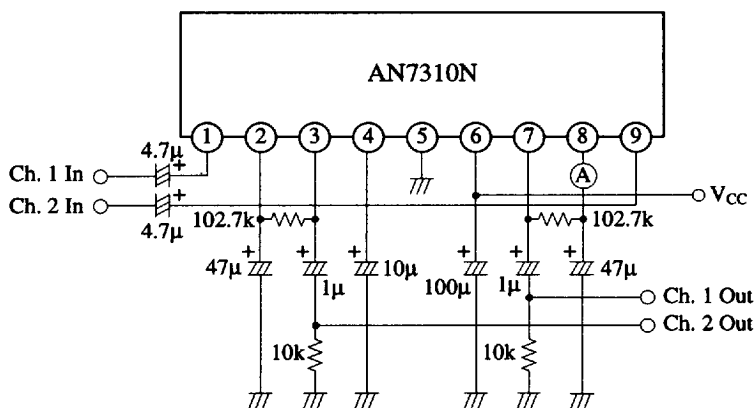 AN7310N
1 2 3 4 5 6 7 8 9
4.7μ
+
A
Ch. 1 In
+
Ch. 2 In
VCC
4.7μ
102.7k
102.7k
+ + + + + +
47μ
1μ
10μ
100μ
1μ
47μ
Ch. 1 Out
Ch. 2 Out
10k
10k